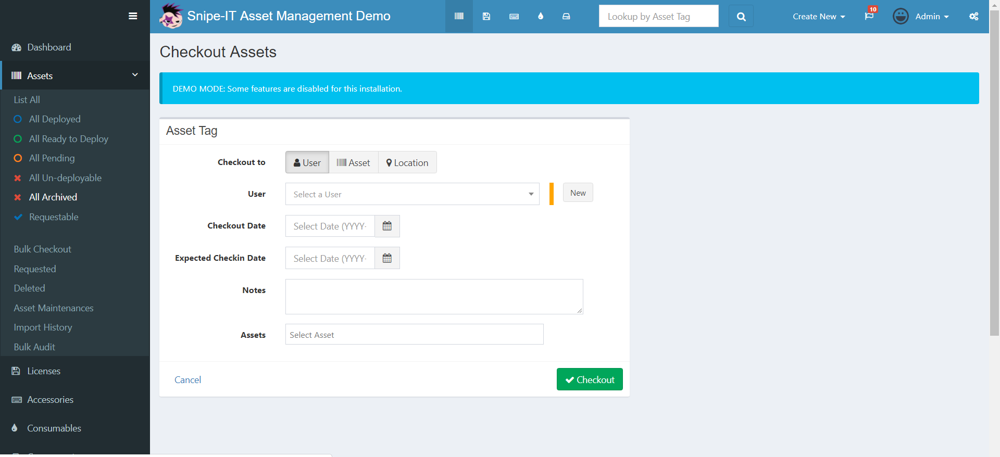 Snipe-IT Asset Management Demo
Lookup by Asset Tag
Create New
10
Admin
Dashboard
Assets
List All
All Deployed
All Ready to Deploy
All Pending
All Un-deployable
All Archived
Requestable
Bulk Checkout
Requested
Deleted
Asset Maintenances
Import History
Bulk Audit
Licenses
Accessories
Consumables
Checkout Assets
DEMO MODE: Some features are disabled for this installation.
Asset Tag
Checkout to
User
Asset
Location
User
Select a User
New
Checkout Date
Select Date (YYYY-
Expected Checkin Date
Select Date (YYYY-
Notes
Assets
Select Asset
Cancel
Checkout